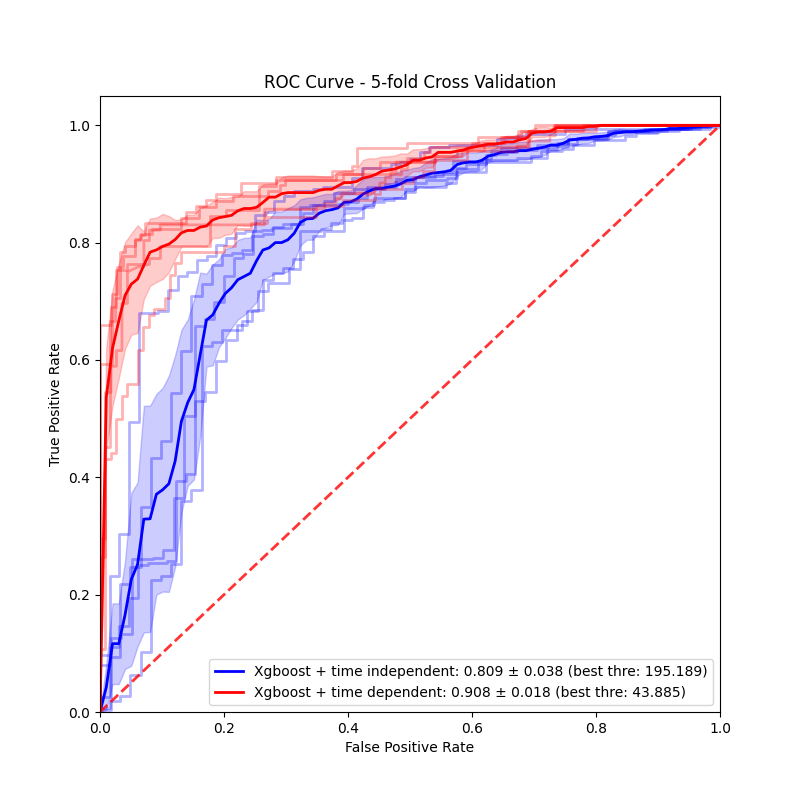 ROC Curve - 5-fold Cross Validation
True Positive Rate
1.0
0.8
0.6
0.4
0.2
0.0
Xgboost + time independent: 0.809 ± 0.038 (best thre: 195.189)
Xgboost + time dependent: 0.908 ± 0.018 (best thre: 43.885)
0.0 0.2 0.4 0.6 0.8 1.0
False Positive Rate